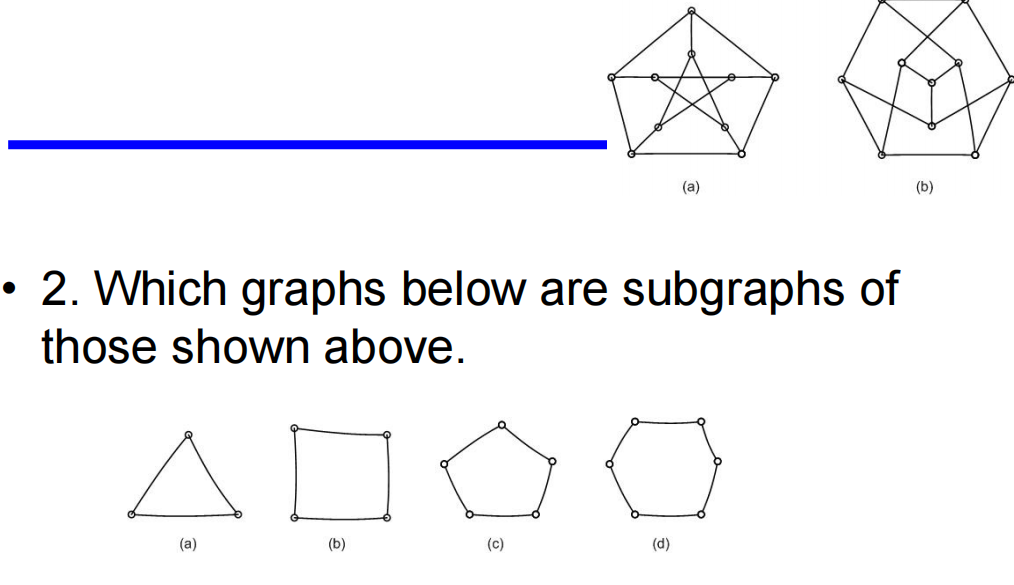 (a) (b)
• 2. Which graphs below are subgraphs of
those shown above.
(a) (b) (c) (d)